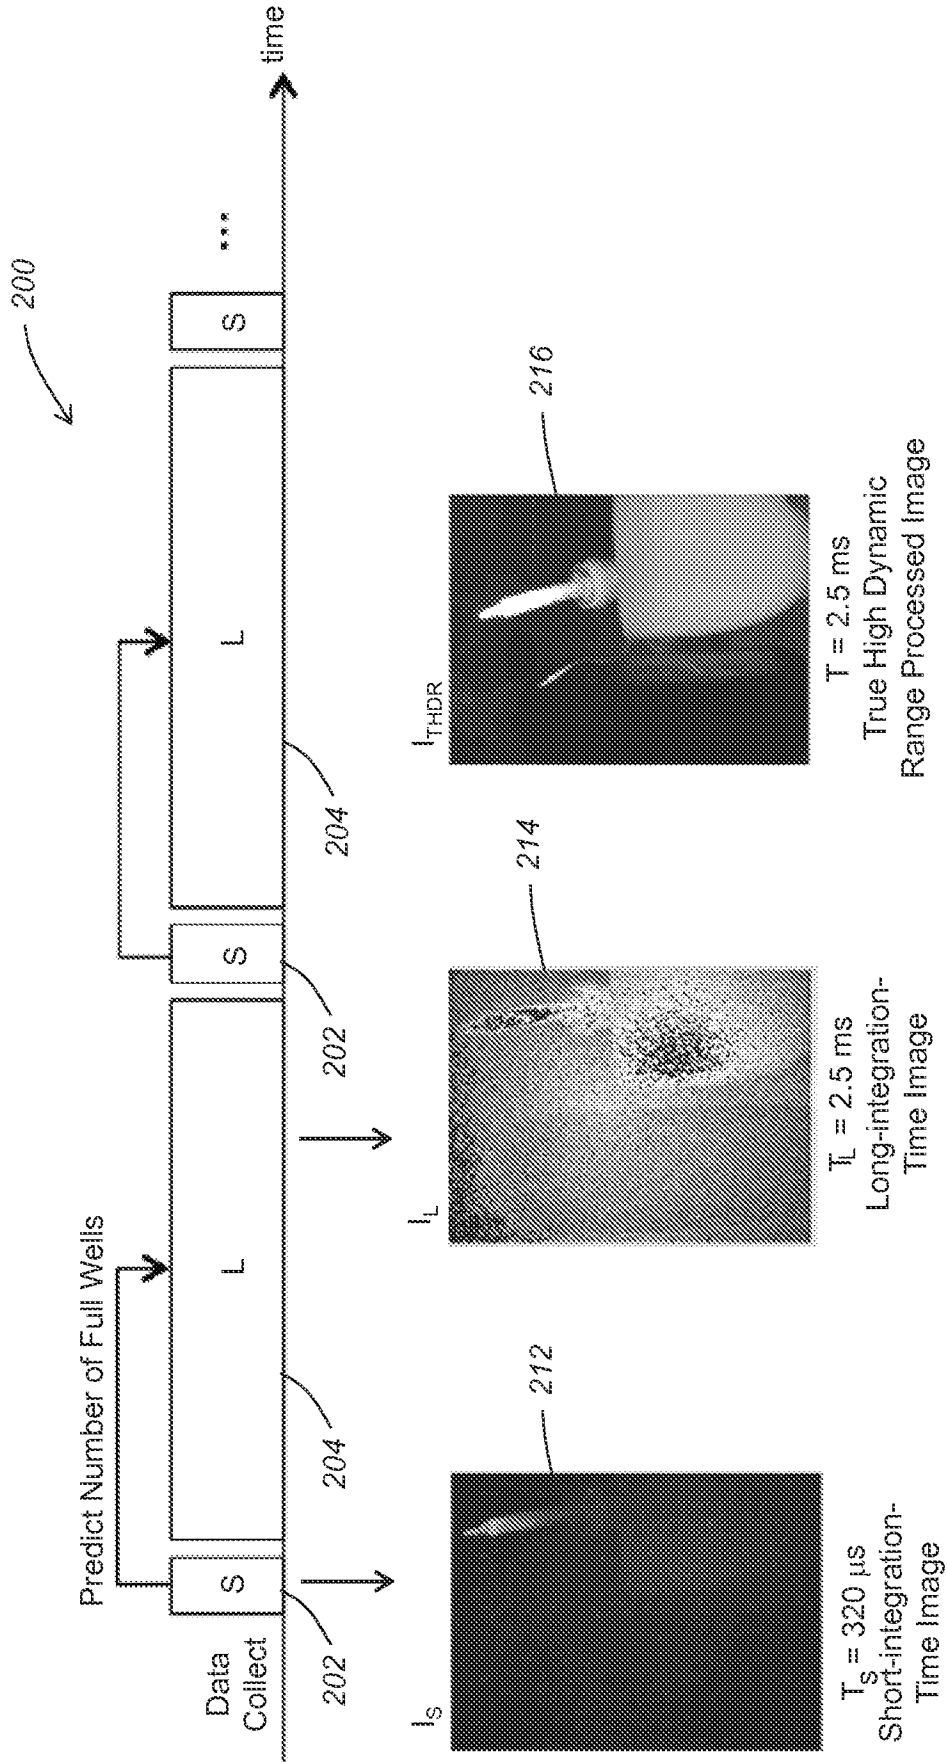 200
Predict Number of Full Wells
Data
Collect
S
L
S
L
S
...
time
202
204
202
204
I_S
I_L
I_THDR
212
214
216
T_S = 320 µs
Short-integration-
Time Image
T_L = 2.5 ms
Long-integration-
Time Image
T = 2.5 ms
True High Dynamic
Range Processed Image